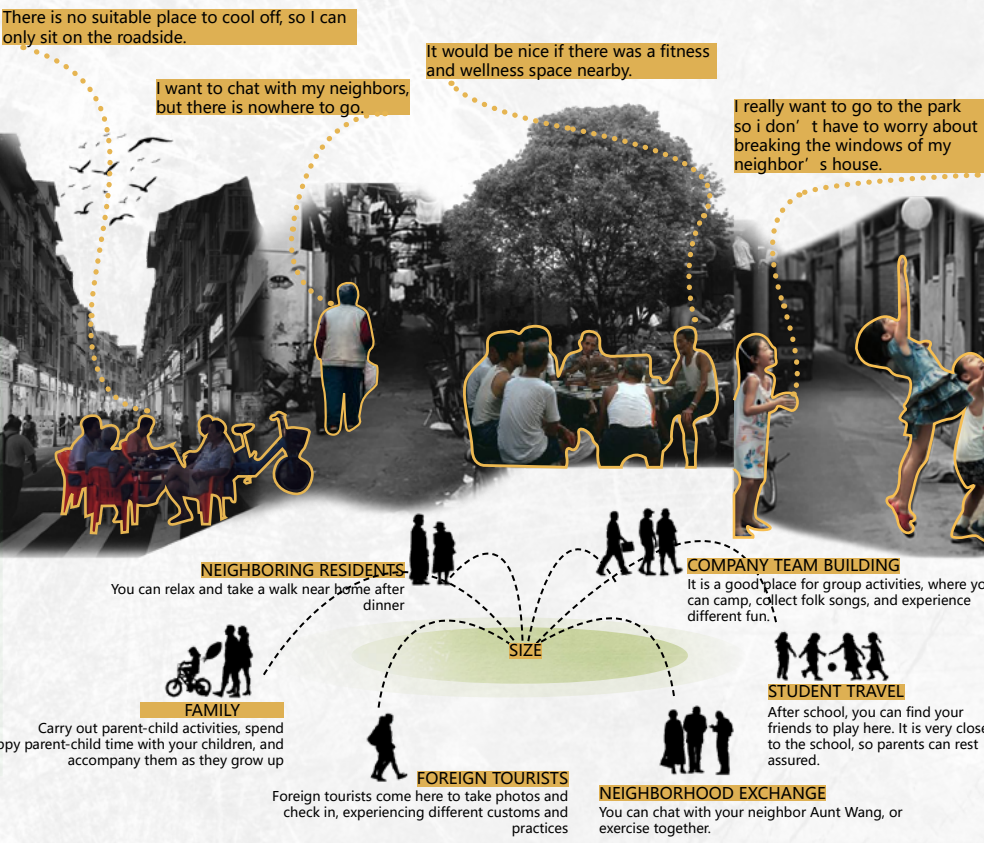 There is no suitable place to cool off, so I can
only sit on the roadside.
I want to chat with my neighbors,
but there is nowhere to go.
It would be nice if there was a fitness
and wellness space nearby.
I really want to go to the park
so i don’ t have to worry about
breaking the windows of my
neighbor’ s house.
NEIGHBORING RESIDENTS
You can relax and take a walk near home after
dinner
COMPANY TEAM BUILDING
It is a good place for group activities, where yo
can camp, collect folk songs, and experience
different fun.
SIZE
FAMILY
Carry out parent-child activities, spend
ppy parent-child time with your children, and
accompany them as they grow up
STUDENT TRAVEL
After school, you can find your
friends to play here. It is very close
to the school, so parents can rest
assured.
FOREIGN TOURISTS
Foreign tourists come here to take photos and
check in, experiencing different customs and
practices
NEIGHBORHOOD EXCHANGE
You can chat with your neighbor Aunt Wang, or
exercise together.